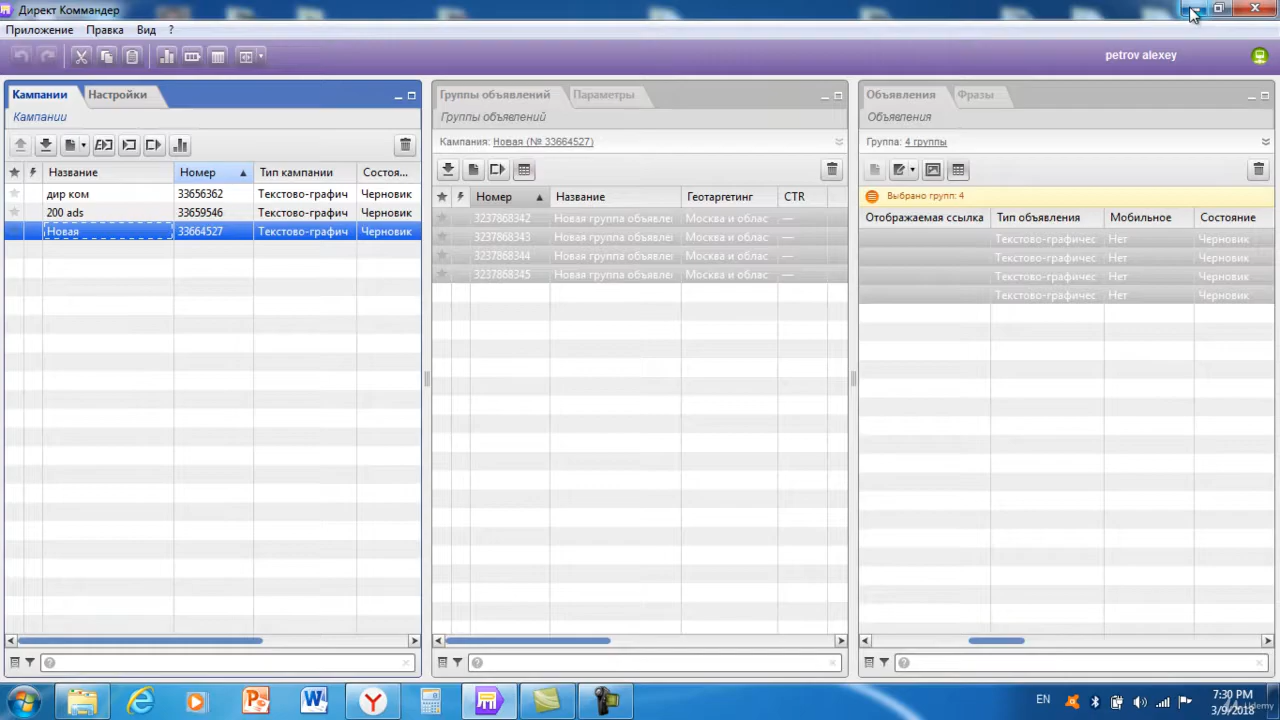 Директ Коммандер
Приложение Правка Вид ?
petrov alexey
Кампании Настройки
Кампании
Название Номер Тип кампании Состоя...
дир ком 33656362 Текстово-графич Черновик
200 ads 33659546 Текстово-графич Черновик
Новая 33664527 Текстово-графич Черновик
Группы объявлений Параметры
Группы объявлений
Кампания: Новая (№ 33664527)
Номер Название Геотаргетинг CTR
3237868342 Новая группа объявле Москва и облас —
3237868343 Новая группа объявле Москва и облас —
3237868344 Новая группа объявле Москва и облас —
3237868345 Новая группа объявле Москва и облас —
Объявления Фразы
Объявления
Группа: 4 группы
Выбрано групп: 4
Отображаемая ссылка Тип объявления Мобильное Состояние
Текстово-графичес Нет Черновик
Текстово-графичес Нет Черновик
Текстово-графичес Нет Черновик
Текстово-графичес Нет Черновик
EN
7:30 PM
3/9/2018
Udemy